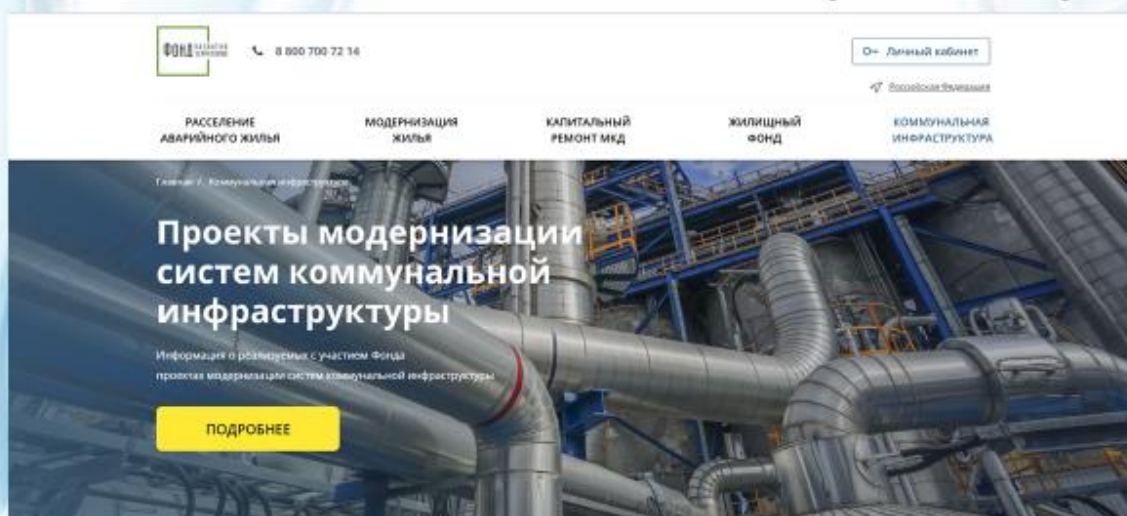 ФОНД
8 800 700 72 14
Личный кабинет
Российская Федерация
РАССЕЛЕНИЕ
АВАРИЙНОГО ЖИЛЬЯ
МОДЕРНИЗАЦИЯ
ЖИЛЬЯ
КАПИТАЛЬНЫЙ
РЕМОНТ МКД
ЖИЛИЩНЫЙ
ФОНД
КОММУНАЛЬНАЯ
ИНФРАСТРУКТУРА
Главная / Коммунальная инфраструктура
Проекты модернизации
систем коммунальной
инфраструктуры
Информация о реализуемых с участием Фонда
проектах модернизации систем коммунальной инфраструктуры
ПОДРОБНЕЕ